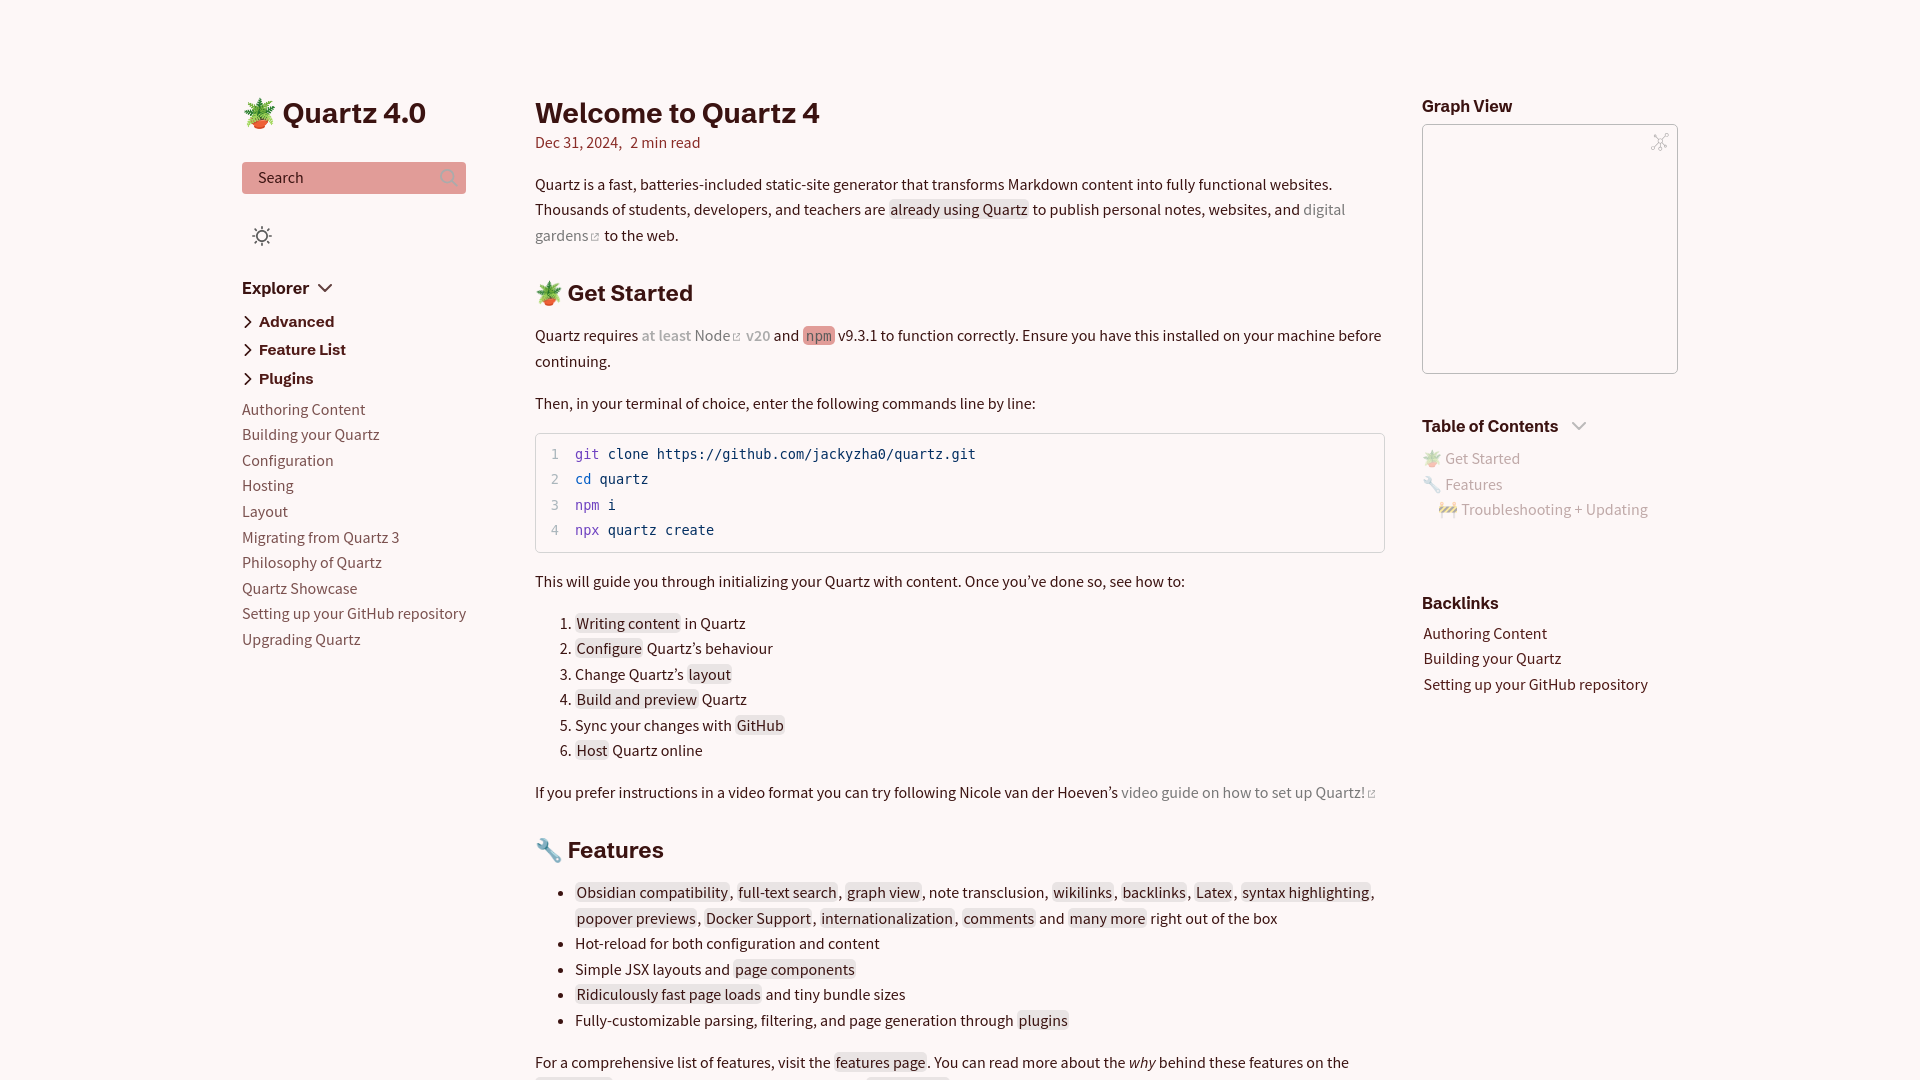 🪴 Quartz 4.0
Search
Explorer
Advanced
Feature List
Plugins
Authoring Content
Building your Quartz
Configuration
Hosting
Layout
Migrating from Quartz 3
Philosophy of Quartz
Quartz Showcase
Setting up your GitHub repository
Upgrading Quartz
Welcome to Quartz 4
Dec 31, 2024, 2 min read
Quartz is a fast, batteries-included static-site generator that transforms Markdown content into fully functional websites.
Thousands of students, developers, and teachers are already using Quartz to publish personal notes, websites, and digital
gardens to the web.
🪴 Get Started
Quartz requires at least Node v20 and npm v9.3.1 to function correctly. Ensure you have this installed on your machine before
continuing.
Then, in your terminal of choice, enter the following commands line by line:
1 git clone https://github.com/jackyzha0/quartz.git
2 cd quartz
3 npm i
4 npx quartz create
This will guide you through initializing your Quartz with content. Once you’ve done so, see how to:
1. Writing content in Quartz
2. Configure Quartz’s behaviour
3. Change Quartz’s layout
4. Build and preview Quartz
5. Sync your changes with GitHub
6. Host Quartz online
If you prefer instructions in a video format you can try following Nicole van der Hoeven’s video guide on how to set up Quartz!
🔧 Features
• Obsidian compatibility, full-text search, graph view, note transclusion, wikilinks, backlinks, Latex, syntax highlighting,
popover previews, Docker Support, internationalization, comments and many more right out of the box
• Hot-reload for both configuration and content
• Simple JSX layouts and page components
• Ridiculously fast page loads and tiny bundle sizes
• Fully-customizable parsing, filtering, and page generation through plugins
For a comprehensive list of features, visit the features page. You can read more about the why behind these features on the
Graph View
Table of Contents
🪴 Get Started
🔧 Features
🚧 Troubleshooting + Updating
Backlinks
Authoring Content
Building your Quartz
Setting up your GitHub repository